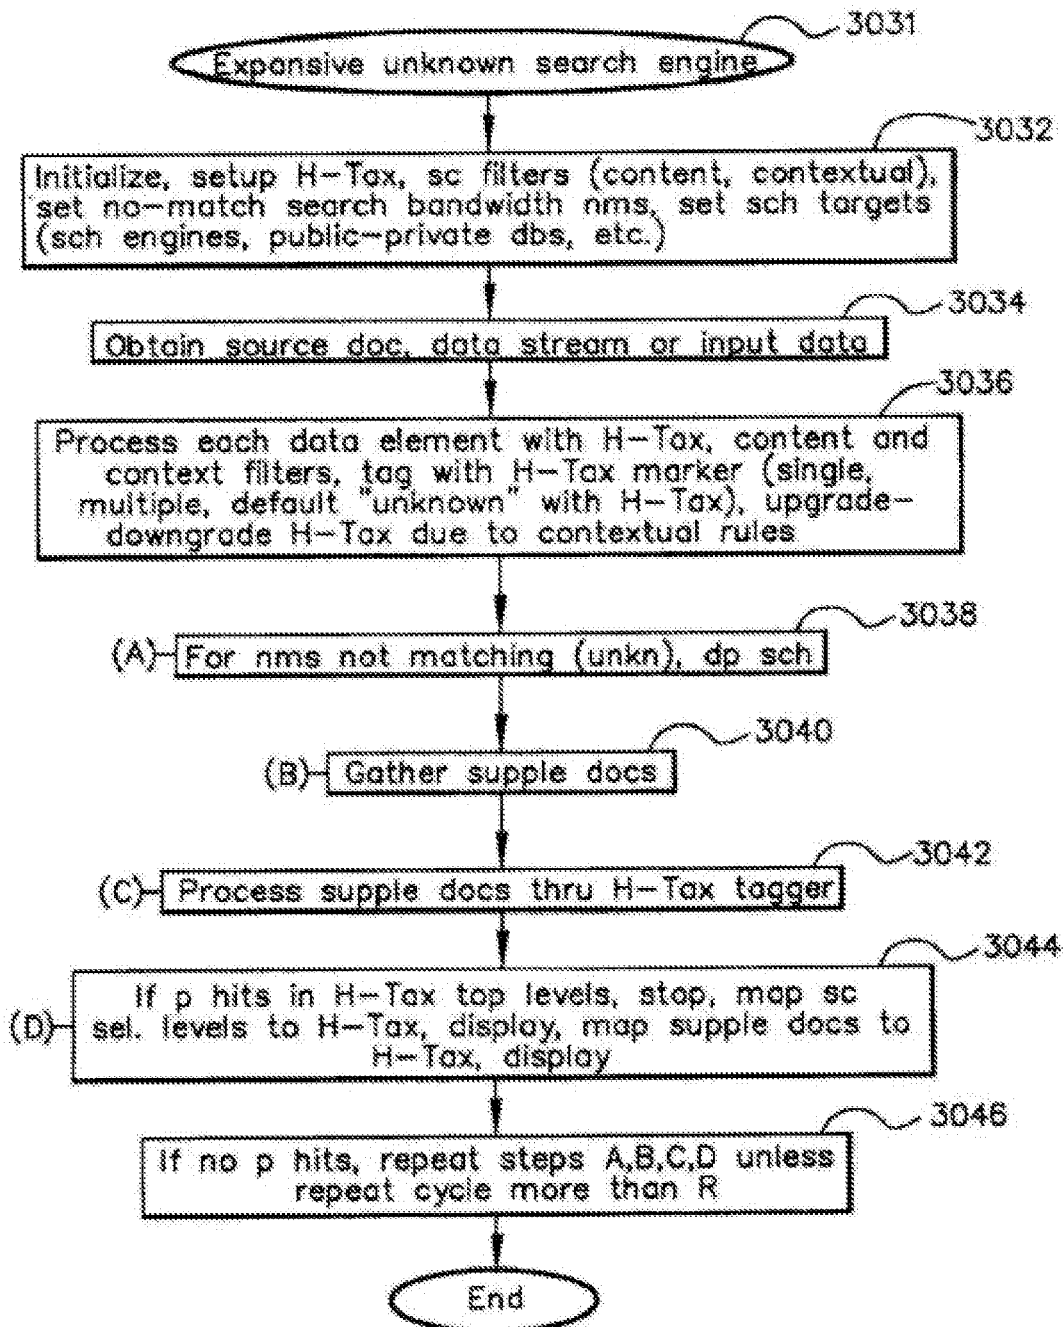 3031
Expansive unknown search engine
3032
Initialize, setup H-Tax, sc filters (content, contextual),
set no-match search bandwidth nms, set sch targets
(sch engines, public-private dbs, etc.)
3034
Obtain source doc, data stream or input data
3036
Process each data element with H-Tax, content and
context filters, tag with H-Tax marker (single,
multiple, default "unknown" with H-Tax), upgrade-
downgrade H-Tax due to contextual rules
3038
(A) For nms not matching (unkn), dp sch
3040
(B) Gather supple docs
3042
(C) Process supple docs thru H-Tax tagger
3044
If p hits in H-Tax top levels, stop, map sc
(D) sel. levels to H-Tax, display, map supple docs to
H-Tax, display
3046
If no p hits, repeat steps A,B,C,D unless
repeat cycle more than R
End